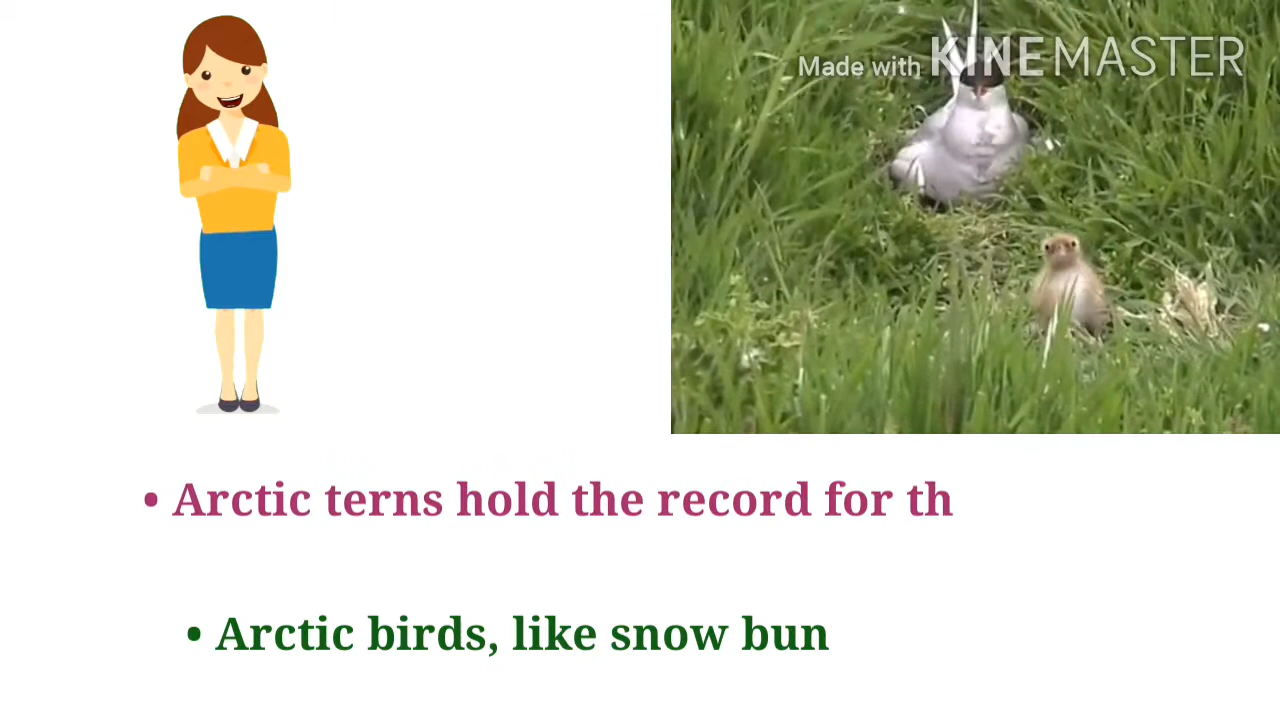 Made with KINEMASTER
• Arctic terns hold the record for th
• Arctic birds, like snow bun